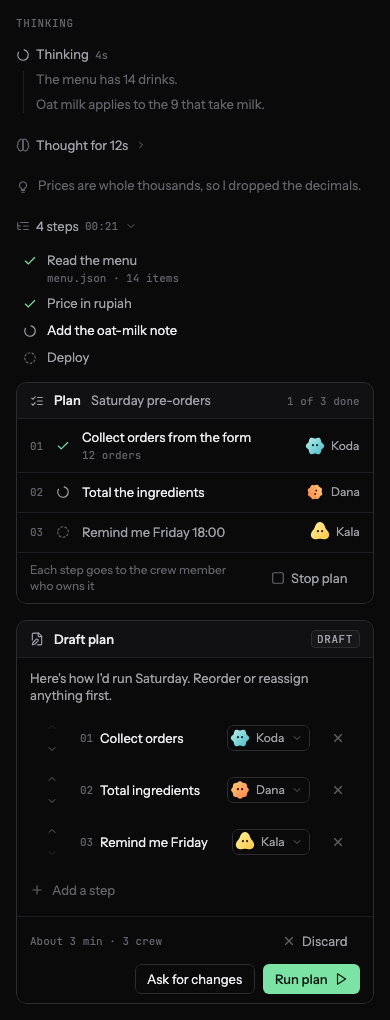 THINKING
Thinking 4s
The menu has 14 drinks.
Oat milk applies to the 9 that take milk.
Thought for 12s
Prices are whole thousands, so I dropped the decimals.
4 steps 00:21
Read the menu
menu.json · 14 items
Price in rupiah
Add the oat-milk note
Deploy
Plan Saturday pre-orders 1 of 3 done
01 Collect orders from the form Koda
12 orders
02 Total the ingredients Dana
03 Remind me Friday 18:00 Kala
Each step goes to the crew member
who owns it
Stop plan
Draft plan DRAFT
Here's how I'd run Saturday. Reorder or reassign
anything first.
01 Collect orders Koda
02 Total ingredients Dana
03 Remind me Friday Kala
Add a step
About 3 min · 3 crew Discard
Ask for changes Run plan